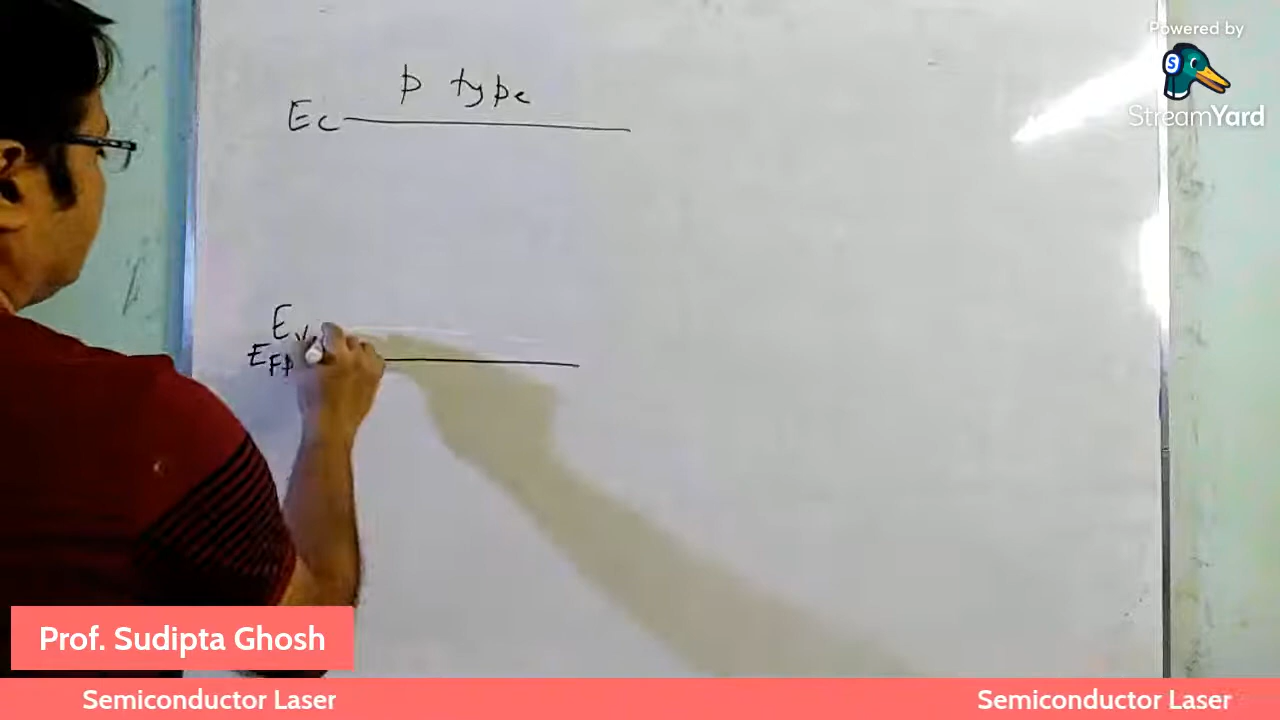 Powered by
StreamYard
p type
Ec
Ev
EFp
Prof. Sudipta Ghosh
Semiconductor Laser
Semiconductor Laser